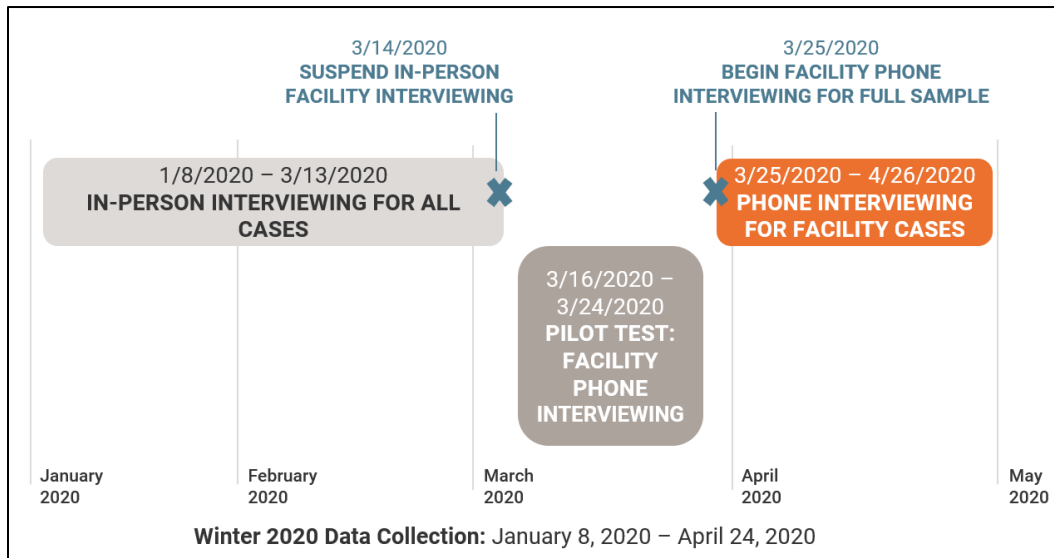 3/14/2020
SUSPEND IN-PERSON
FACILITY INTERVIEWING
3/25/2020
BEGIN FACILITY PHONE
INTERVIEWING FOR FULL SAMPLE
1/8/2020 – 3/13/2020
IN-PERSON INTERVIEWING FOR ALL
CASES
3/25/2020 – 4/26/2020
PHONE INTERVIEWING
FOR FACILITY CASES
3/16/2020 –
3/24/2020
PILOT TEST:
FACILITY
PHONE
INTERVIEWING
January
2020
February
2020
March
2020
April
2020
May
2020
Winter 2020 Data Collection: January 8, 2020 – April 24, 2020